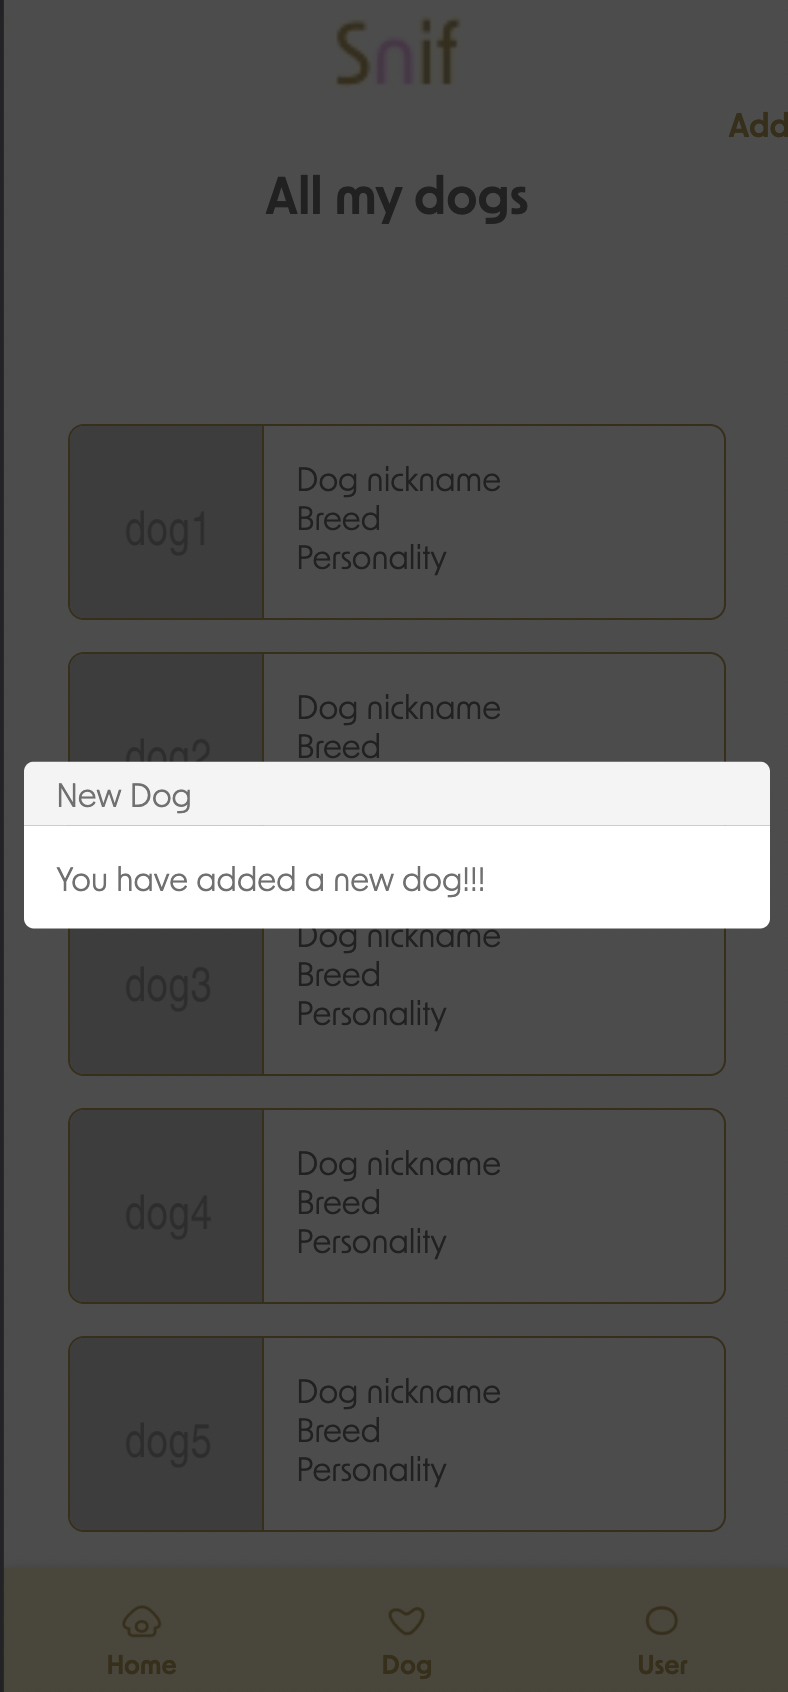 Snif
Add
All my dogs
dog1
Dog nickname
Breed
Personality
dog2
Dog nickname
Breed
New Dog
You have added a new dog!!!
dog3
Dog nickname
Breed
Personality
dog4
Dog nickname
Breed
Personality
dog5
Dog nickname
Breed
Personality
Home
Dog
User